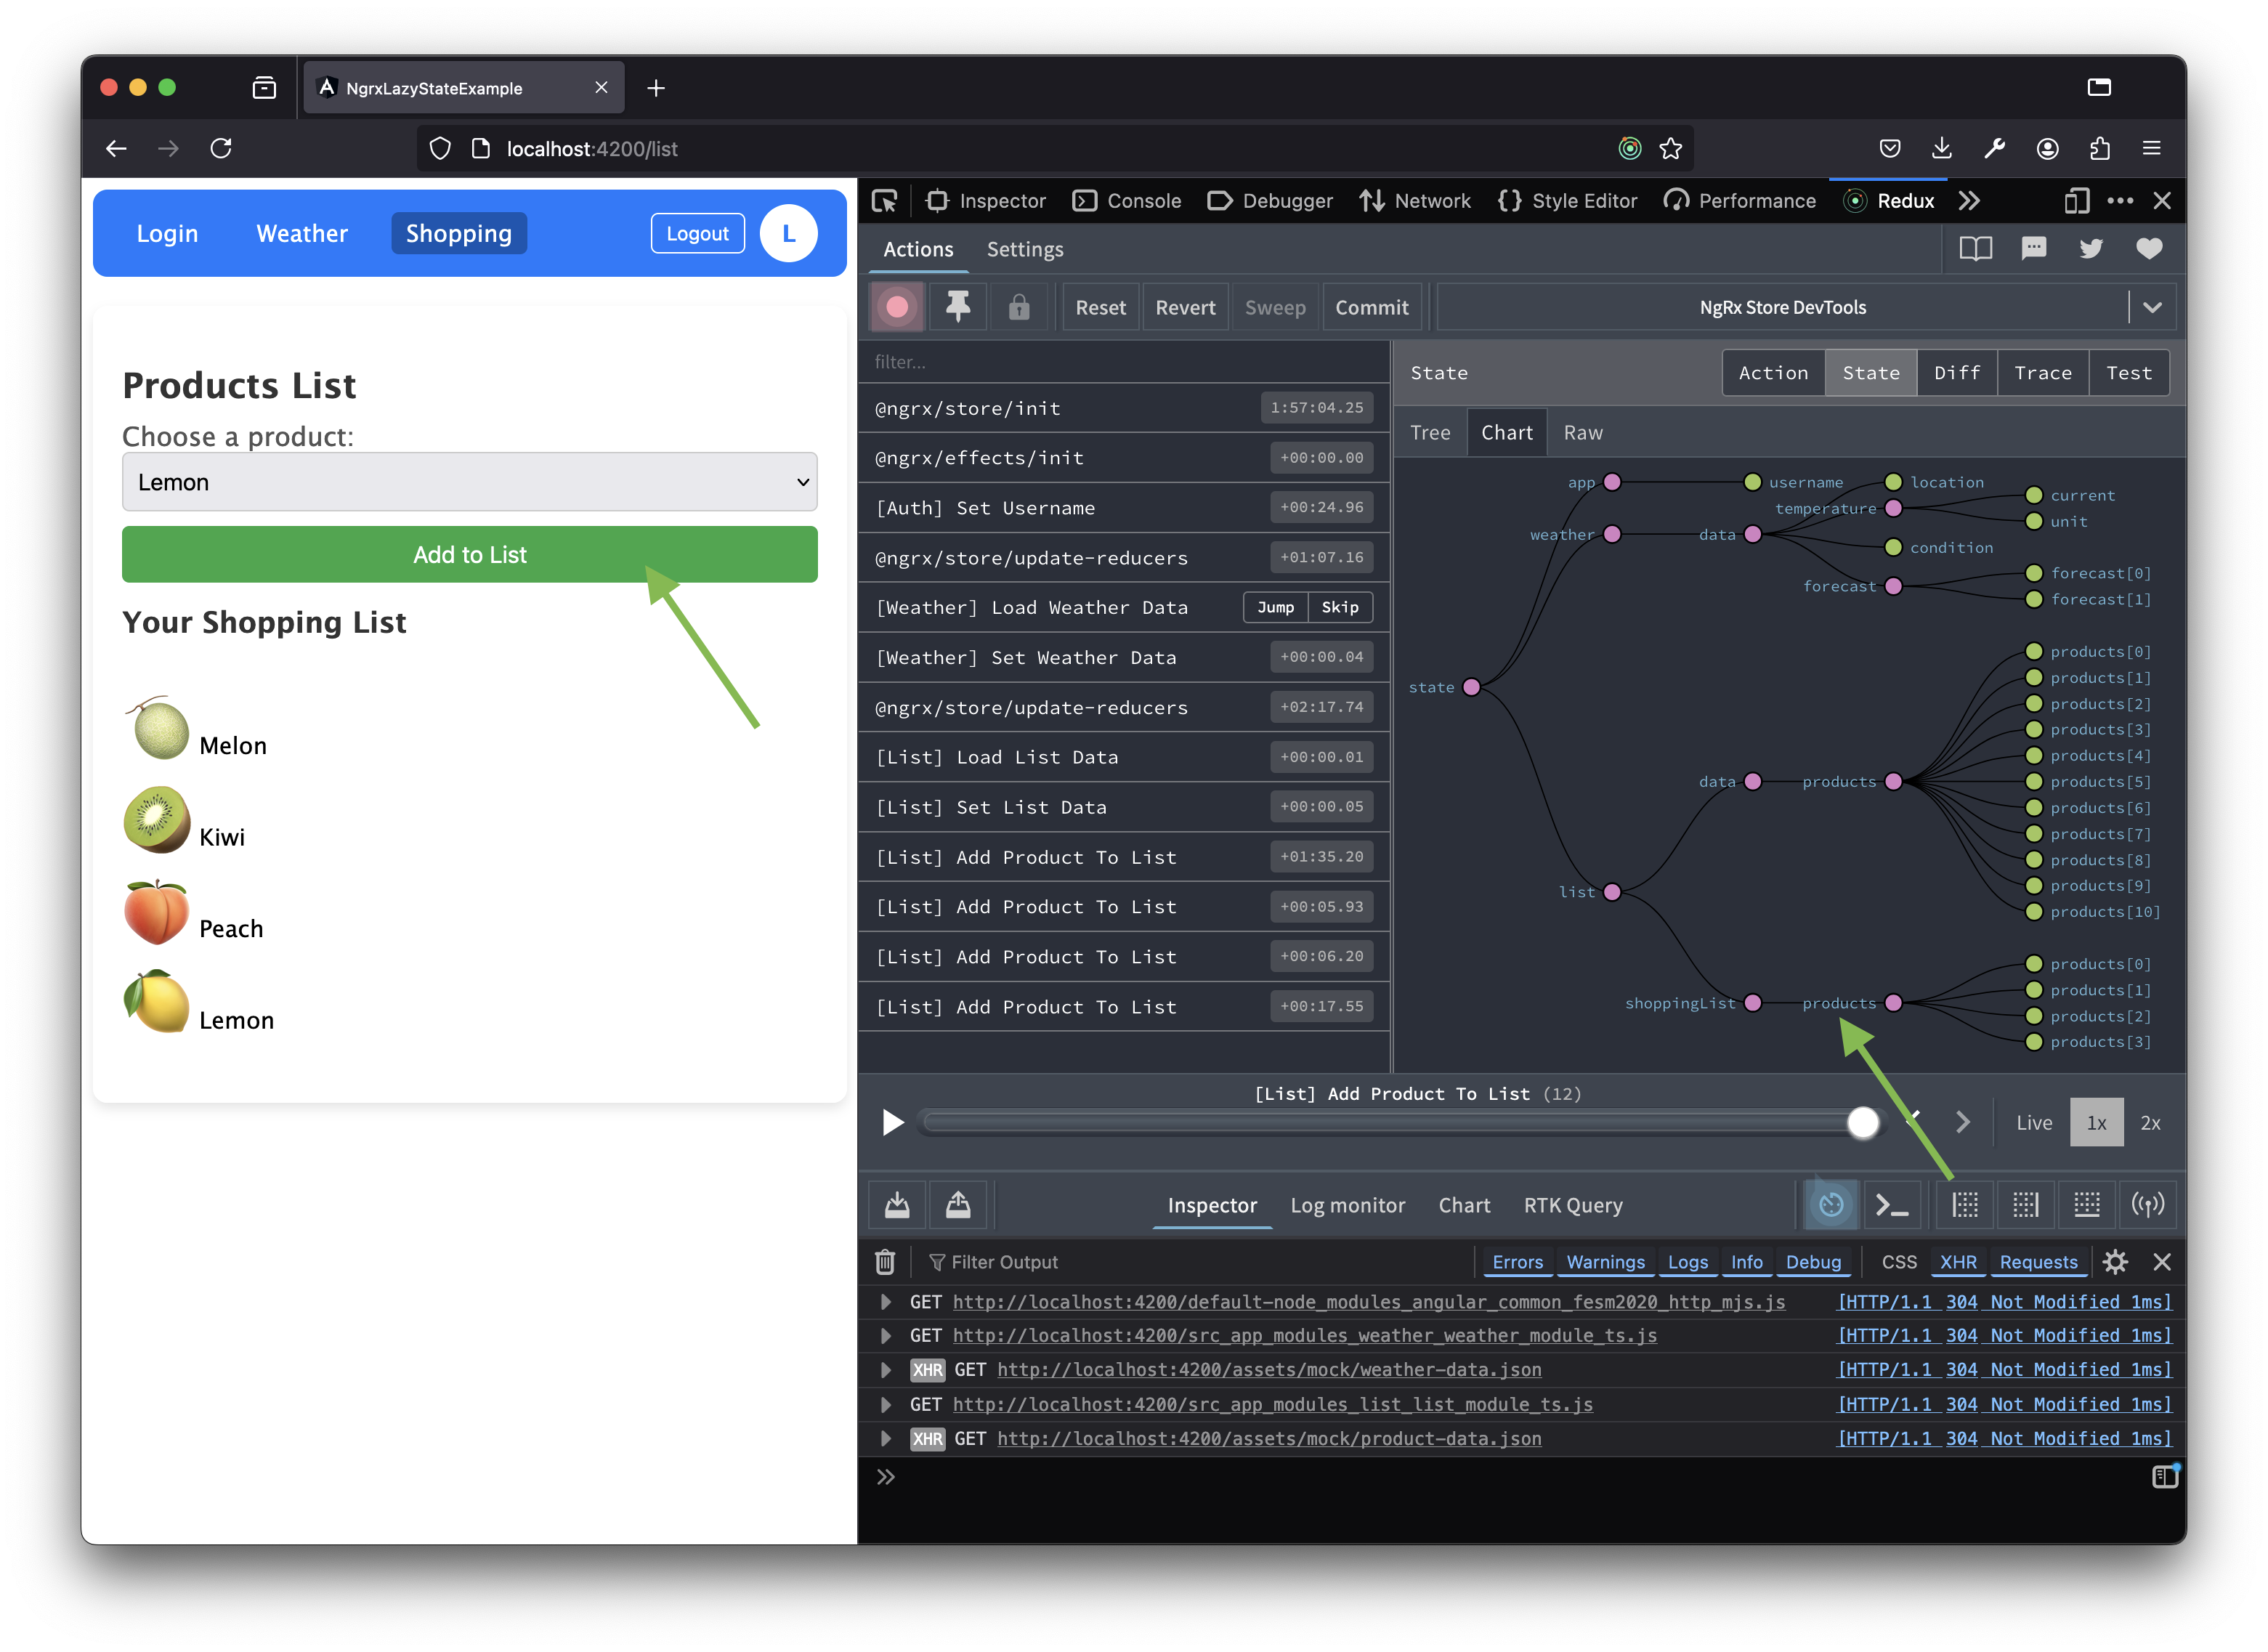 NgrxLazyStateExample
localhost:4200/list
Login Weather Shopping Logout L
Products List
Choose a product:
Lemon
Add to List
Your Shopping List
Melon
Kiwi
Peach
Lemon
Inspector Console Debugger Network Style Editor Performance Redux
Actions Settings
Reset Revert Sweep Commit NgRx Store DevTools
filter...
@ngrx/store/init 1:57:04.25
@ngrx/effects/init +00:00.00
[Auth] Set Username +00:24.96
@ngrx/store/update-reducers +01:07.16
[Weather] Load Weather Data Jump Skip
[Weather] Set Weather Data +00:00.04
@ngrx/store/update-reducers +02:17.74
[List] Load List Data +00:00.01
[List] Set List Data +00:00.05
[List] Add Product To List +01:35.20
[List] Add Product To List +00:05.93
[List] Add Product To List +00:06.20
[List] Add Product To List +00:17.55
State Action State Diff Trace Test
Tree Chart Raw
app username location
current
temperature
unit
weather data
condition
forecast[0]
forecast
forecast[1]
products[0]
products[1]
state
products[2]
products[3]
products[4]
data products products[5]
products[6]
products[7]
products[8]
list products[9]
products[10]
products[0]
products[1]
shoppingList products
products[2]
products[3]
[List] Add Product To List (12)
Live 1x 2x
Inspector Log monitor Chart RTK Query
Filter Output Errors Warnings Logs Info Debug CSS XHR Requests
GET http://localhost:4200/default-node_modules_angular_common_fesm2020_http_mjs.js [HTTP/1.1 304 Not Modified 1ms]
GET http://localhost:4200/src_app_modules_weather_weather_module_ts.js [HTTP/1.1 304 Not Modified 1ms]
XHR GET http://localhost:4200/assets/mock/weather-data.json [HTTP/1.1 304 Not Modified 1ms]
GET http://localhost:4200/src_app_modules_list_list_module_ts.js [HTTP/1.1 304 Not Modified 1ms]
XHR GET http://localhost:4200/assets/mock/product-data.json [HTTP/1.1 304 Not Modified 1ms]